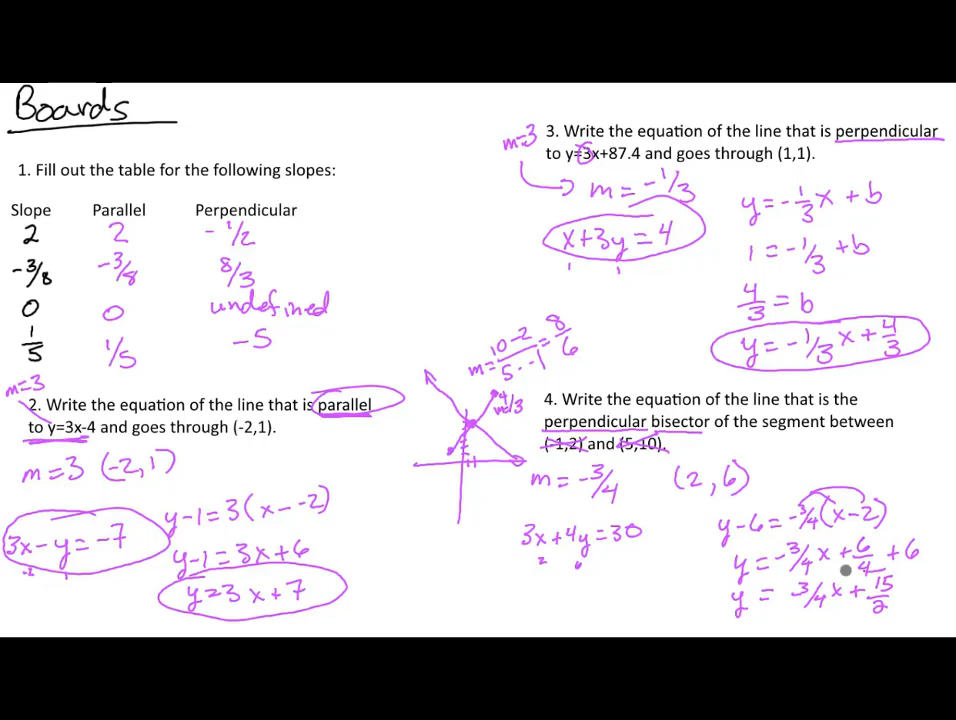 Boards
1. Fill out the table for the following slopes:
Slope Parallel Perpendicular
2 2 -1/2
-3/8 -3/8 8/3
0 0 undefined
1/5 1/5 -5
m=3
2. Write the equation of the line that is parallel
to y=3x-4 and goes through (-2,1).
m=3 (-2,1)
y-1=3(x--2)
3x-y=-7
-2 1
y-1=3x+6
y=3x+7
m=3
3. Write the equation of the line that is perpendicular
to y=3x+87.4 and goes through (1,1).
m=-1/3
x+3y=4
1 1
y=-1/3x+b
1=-1/3+b
4/3=b
y=-1/3x+4/3
m=10-2/5--1=8/6
4. Write the equation of the line that is the
perpendicular bisector of the segment between
(-1,2) and (5,10).
m=-3/4 (2,6)
3x+4y=30
2 6
y-6=-3/4(x-2)
y=-3/4x+6/4+6
y= 3/4x+15/2